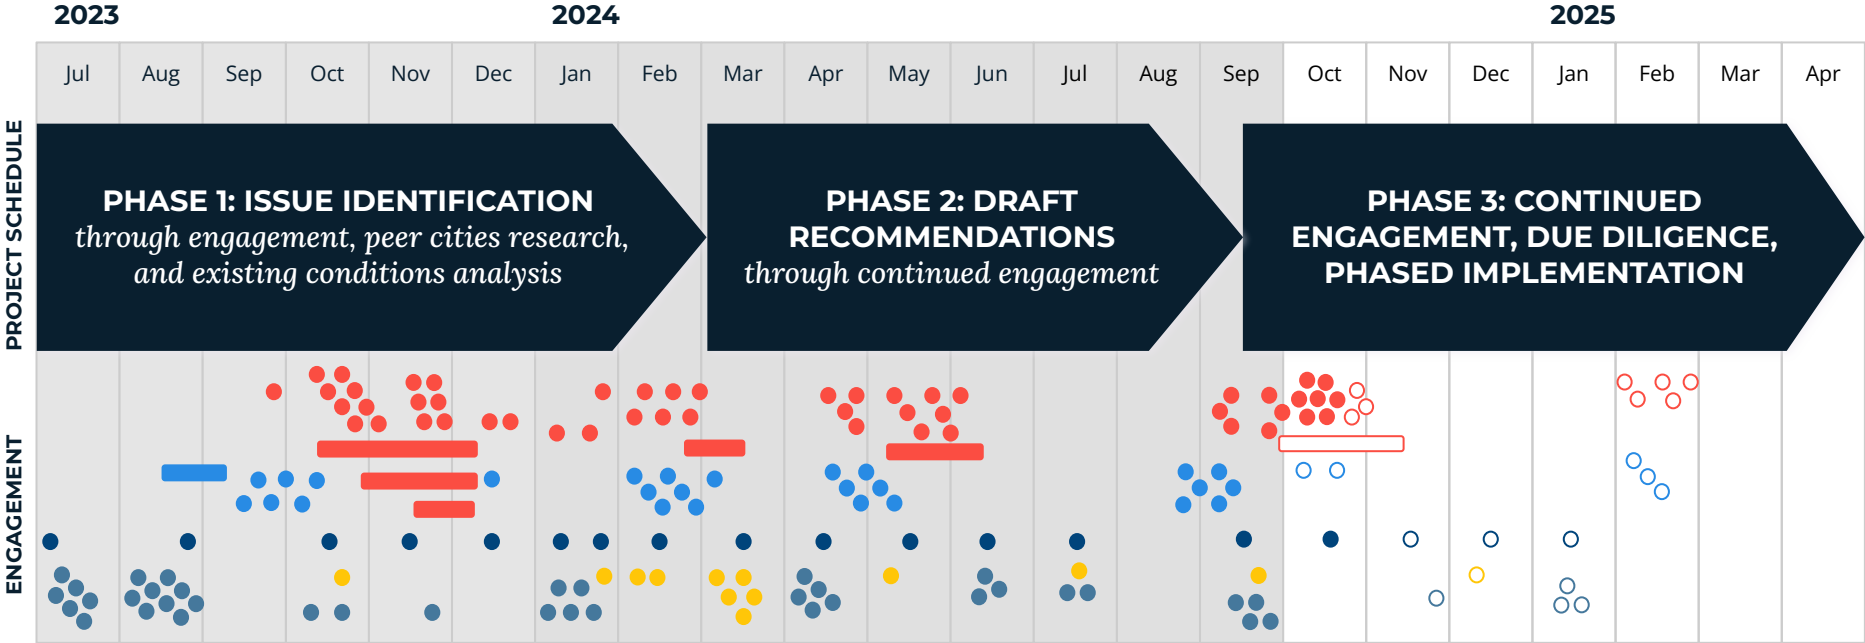 2023 2024 2025
Jul Aug Sep Oct Nov Dec Jan Feb Mar Apr May Jun Jul Aug Sep Oct Nov Dec Jan Feb Mar Apr
PROJECT SCHEDULE
PHASE 1: ISSUE IDENTIFICATION
through engagement, peer cities research,
and existing conditions analysis
PHASE 2: DRAFT
RECOMMENDATIONS
through continued engagement
PHASE 3: CONTINUED
ENGAGEMENT, DUE DILIGENCE,
PHASED IMPLEMENTATION
ENGAGEMENT